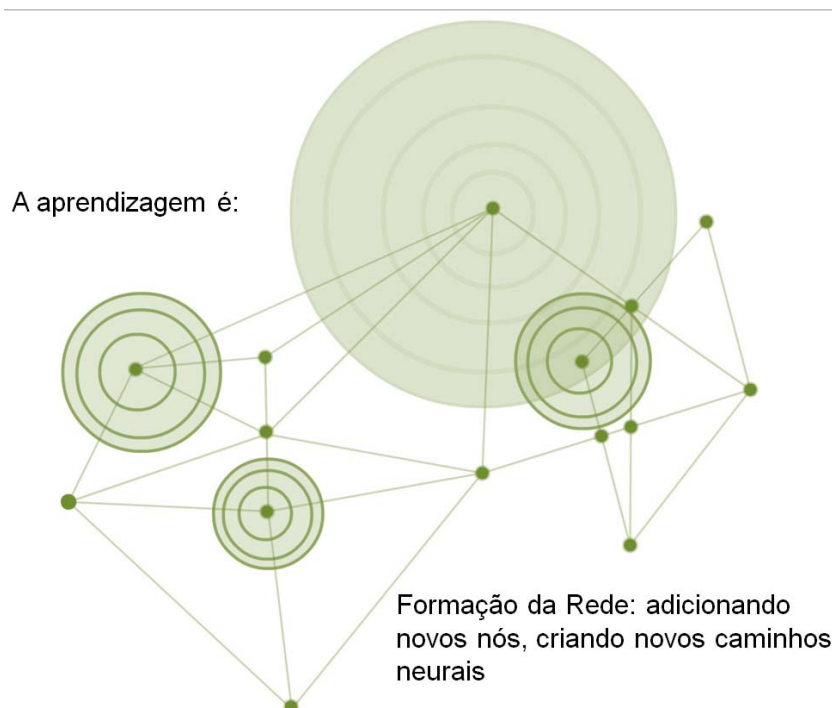 A aprendizagem é:
Formação da Rede: adicionando
novos nós, criando novos caminhos
neurais